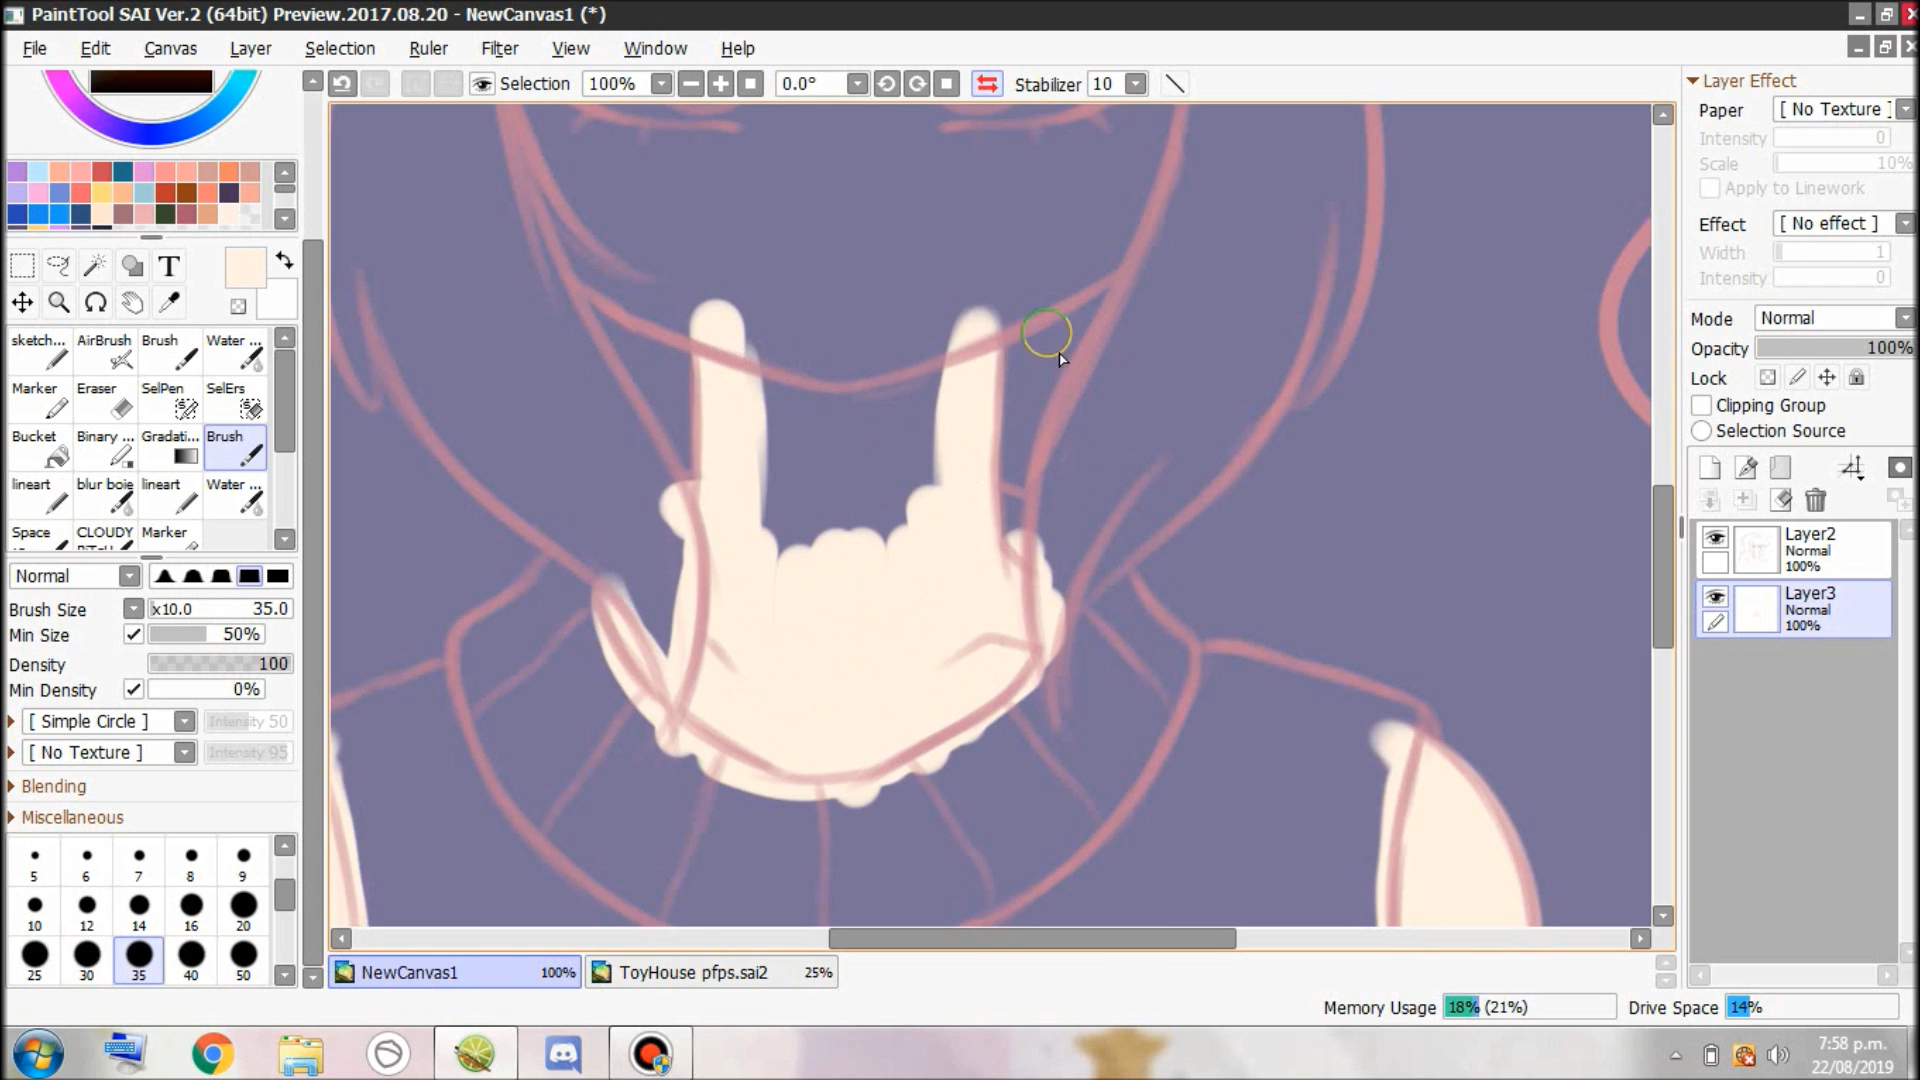 PaintTool SAI Ver.2 (64bit) Preview.2017.08.20 - NewCanvas1 (*)
File Edit Canvas Layer Selection Ruler Filter View Window Help
Selection 100% 0.0° Stabilizer 10
Layer Effect
Paper [ No Texture ]
Intensity 0
Scale 10%
Apply to Linework
Effect [ No effect ]
Width 1
Intensity 0
Mode Normal
Opacity 100%
Lock
Clipping Group
Selection Source
Layer2
Normal
100%
Layer3
Normal
100%
T
sketch... AirBrush Brush Water ...
Marker Eraser SelPen SelErs
Bucket Binary ... Gradati... Brush
lineart blur boie lineart Water ...
Space CLOUDY Marker
Normal
Brush Size x10.0 35.0
Min Size 50%
Density 100
Min Density 0%
[ Simple Circle ] Intensity 50
[ No Texture ] Intensity 95
Blending
Miscellaneous
5 6 7 8 9
10 12 14 16 20
25 30 35 40 50
NewCanvas1 100% ToyHouse pfps.sai2 25%
Memory Usage 18% (21%) Drive Space 14%
7:58 p.m.
22/08/2019